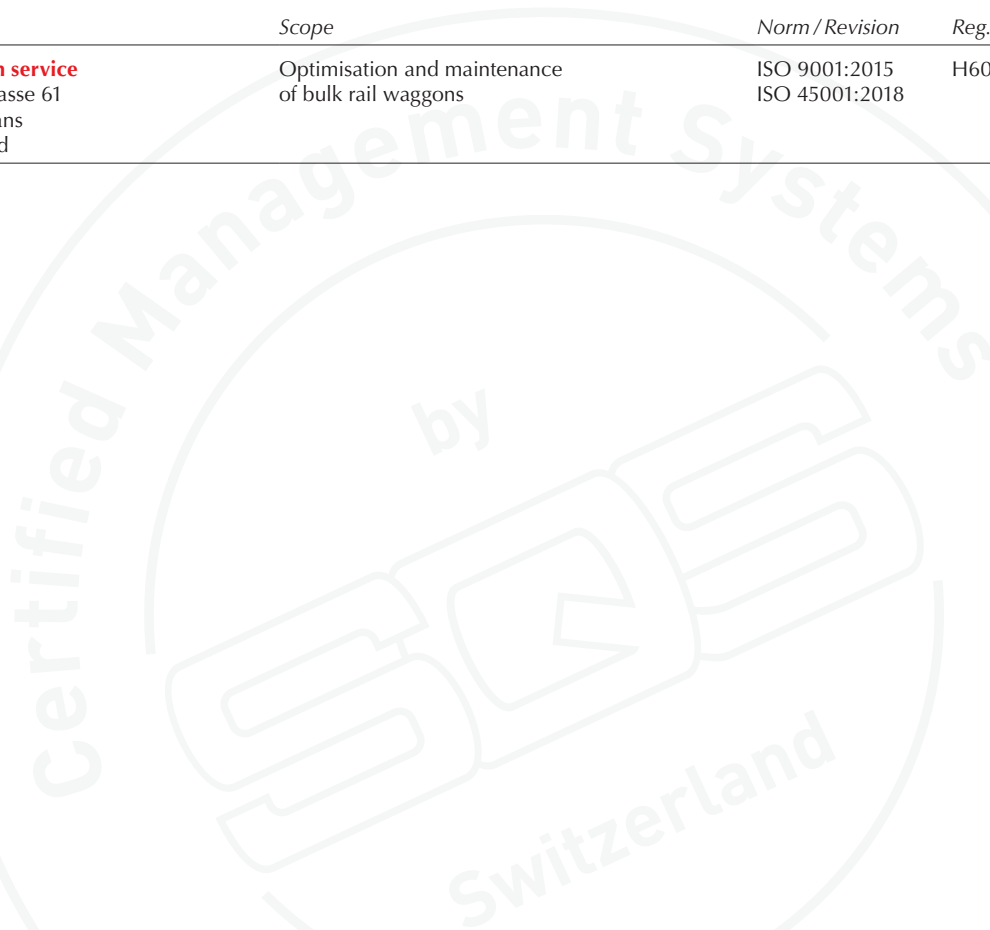 Scope Norm / Revision Reg.
n service Optimisation and maintenance ISO 9001:2015 H60
asse 61 of bulk rail waggons ISO 45001:2018
ans
d
Certified Management Systems
by
SQS
Switzerland